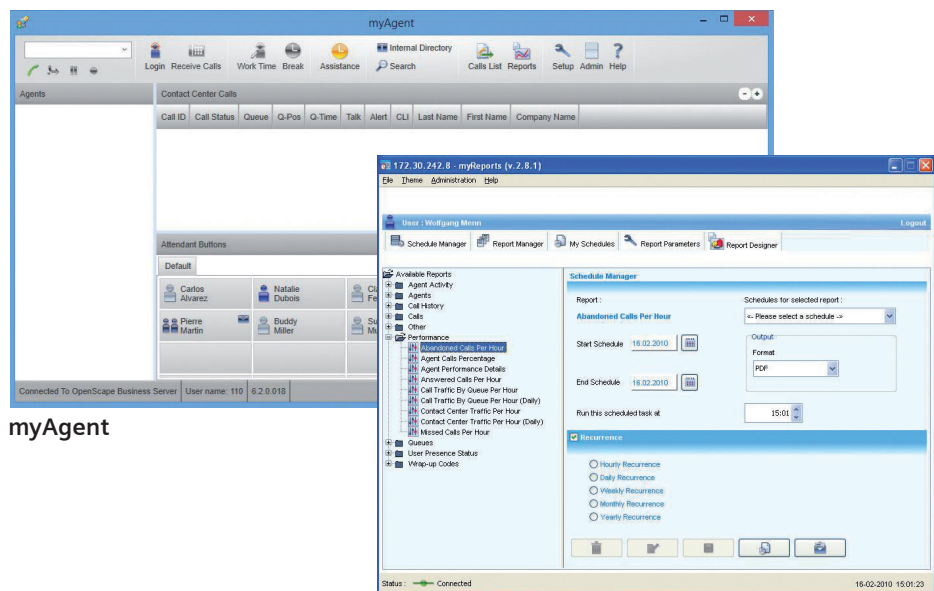 myAgent
Login Receive Calls Work Time Break Assistance Internal Directory Search Calls List Reports Setup Admin Help
Agents
Contact Center Calls
Call ID Call Status Queue Q-Pos Q-Time Talk Alert CLI Last Name First Name Company Name
Attendant Buttons
Default
Carlos Alvarez
Natalie Dubois
Pierre Martin
Buddy Miller
Connected To OpenScape Business Server User name: 110 6.2.0.018
myAgent
172.30.242.8 - myReports (v.2.8.1)
File Theme Administration Help
User : Wolfgang Menn Logout
Schedule Manager Report Manager My Schedules Report Parameters Report Designer
Available Reports
Agent Activity
Agents
Call History
Calls
Other
Performance
Abandoned Calls Per Hour
Agent Calls Percentage
Agent Performance Details
Answered Calls Per Hour
Call Traffic By Queue Per Hour
Call Traffic By Queue Per Hour (Daily)
Contact Center Traffic Per Hour
Contact Center Traffic Per Hour (Daily)
Missed Calls Per Hour
Queues
User Presence Status
Wrap-up Codes
Schedule Manager
Report :
Abandoned Calls Per Hour
Schedules for selected report :
<- Please select a schedule ->
Start Schedule 16.02.2010
Output
Format
PDF
End Schedule 16.02.2010
Run this scheduled task at 15:01
Recurrence
Hourly Recurrence
Daily Recurrence
Weekly Recurrence
Monthly Recurrence
Yearly Recurrence
Status : Connected 16-02-2010 15:01:23